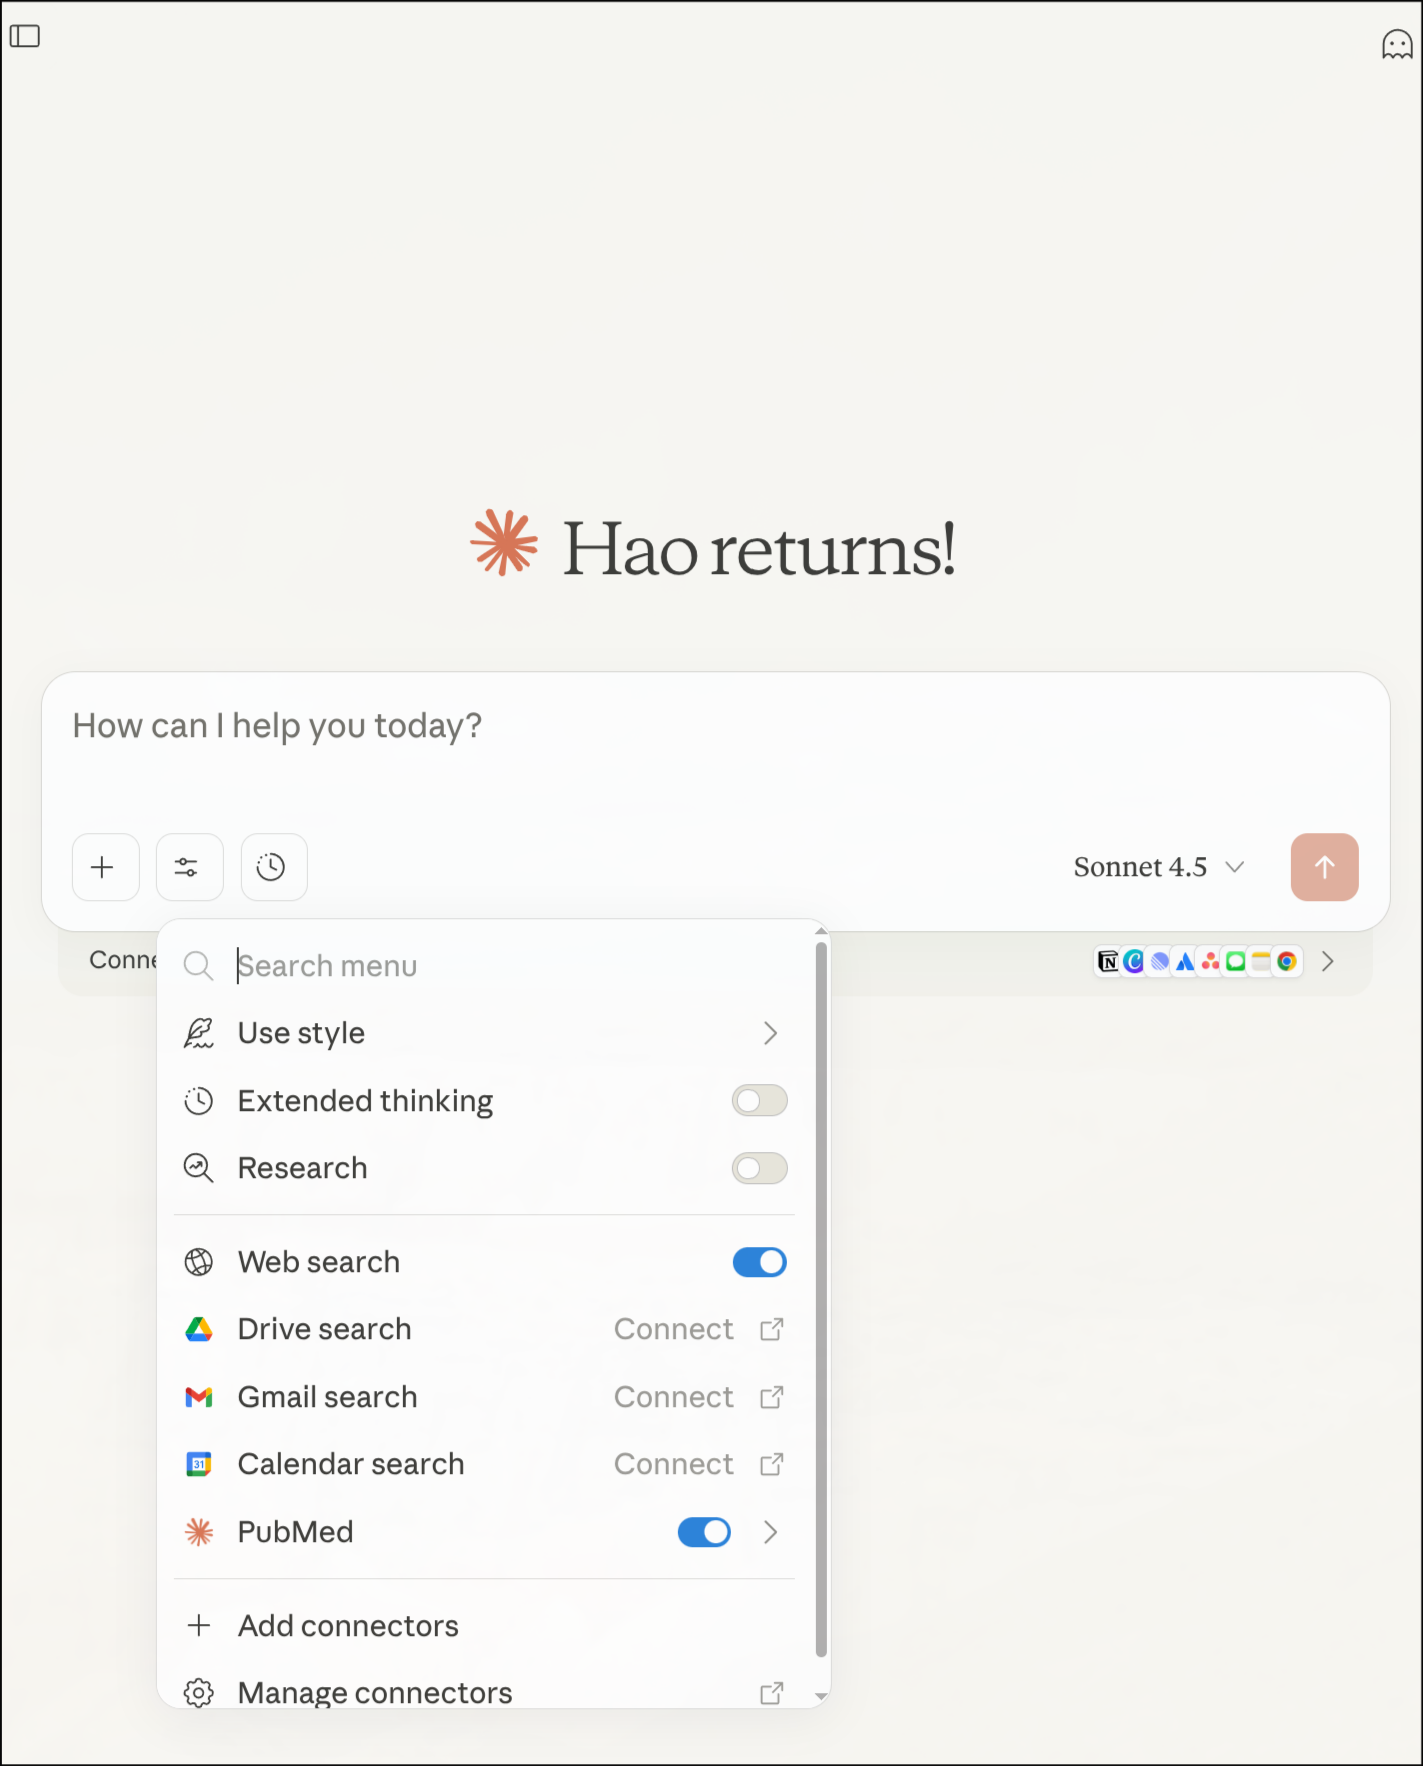 Hao returns!
How can I help you today?
Sonnet 4.5
Conne
Search menu
Use style
Extended thinking
Research
Web search
Drive search Connect
Gmail search Connect
31
Calendar search Connect
PubMed
Add connectors
Manage connectors